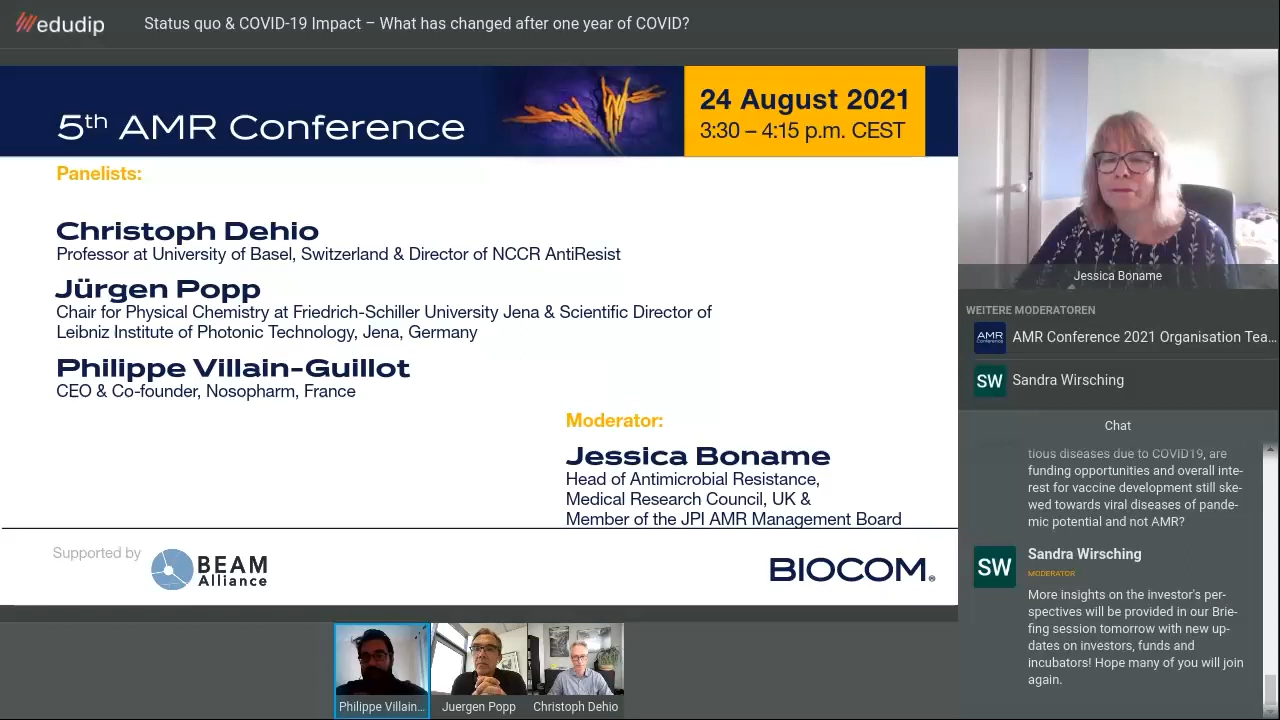 edudip
Status quo & COVID-19 Impact – What has changed after one year of COVID?
5th AMR Conference
24 August 2021
3:30 – 4:15 p.m. CEST
Panelists:
Christoph Dehio
Professor at University of Basel, Switzerland & Director of NCCR AntiResist
Jürgen Popp
Chair for Physical Chemistry at Friedrich-Schiller University Jena & Scientific Director of
Leibniz Institute of Photonic Technology, Jena, Germany
Philippe Villain-Guillot
CEO & Co-founder, Nosopharm, France
Moderator:
Jessica Boname
Head of Antimicrobial Resistance,
Medical Research Council, UK &
Member of the JPI AMR Management Board
Supported by
BEAM
Alliance
BIOCOM®
Philippe Villain...
Juergen Popp
Christoph Dehio
Jessica Boname
WEITERE MODERATOREN
AMR
Conference
AMR Conference 2021 Organisation Tea...
SW
Sandra Wirsching
Chat
tious diseases due to COVID19, are
funding opportunities and overall inte-
rest for vaccine development still ske-
wed towards viral diseases of pande-
mic potential and not AMR?
SW
Sandra Wirsching
MODERATOR
More insights on the investor's per-
spectives will be provided in our Brie-
fing session tomorrow with new up-
dates on investors, funds and
incubators! Hope many of you will join
again.